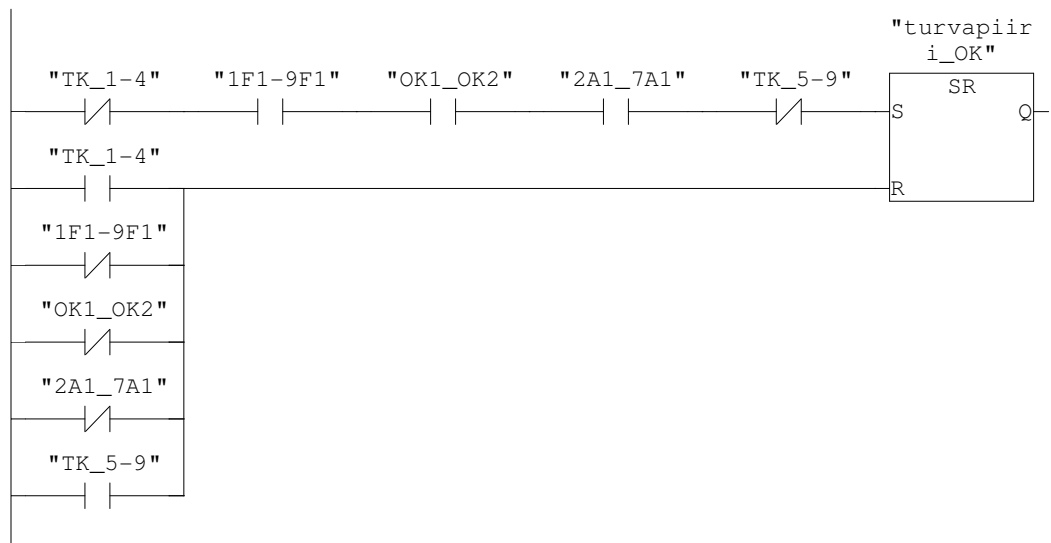 "turvapiir
i_OK"
"TK_1-4" "1F1-9F1" "OK1_OK2" "2A1_7A1" "TK_5-9" SR
S Q
"TK_1-4"
R
"1F1-9F1"
"OK1_OK2"
"2A1_7A1"
"TK_5-9"